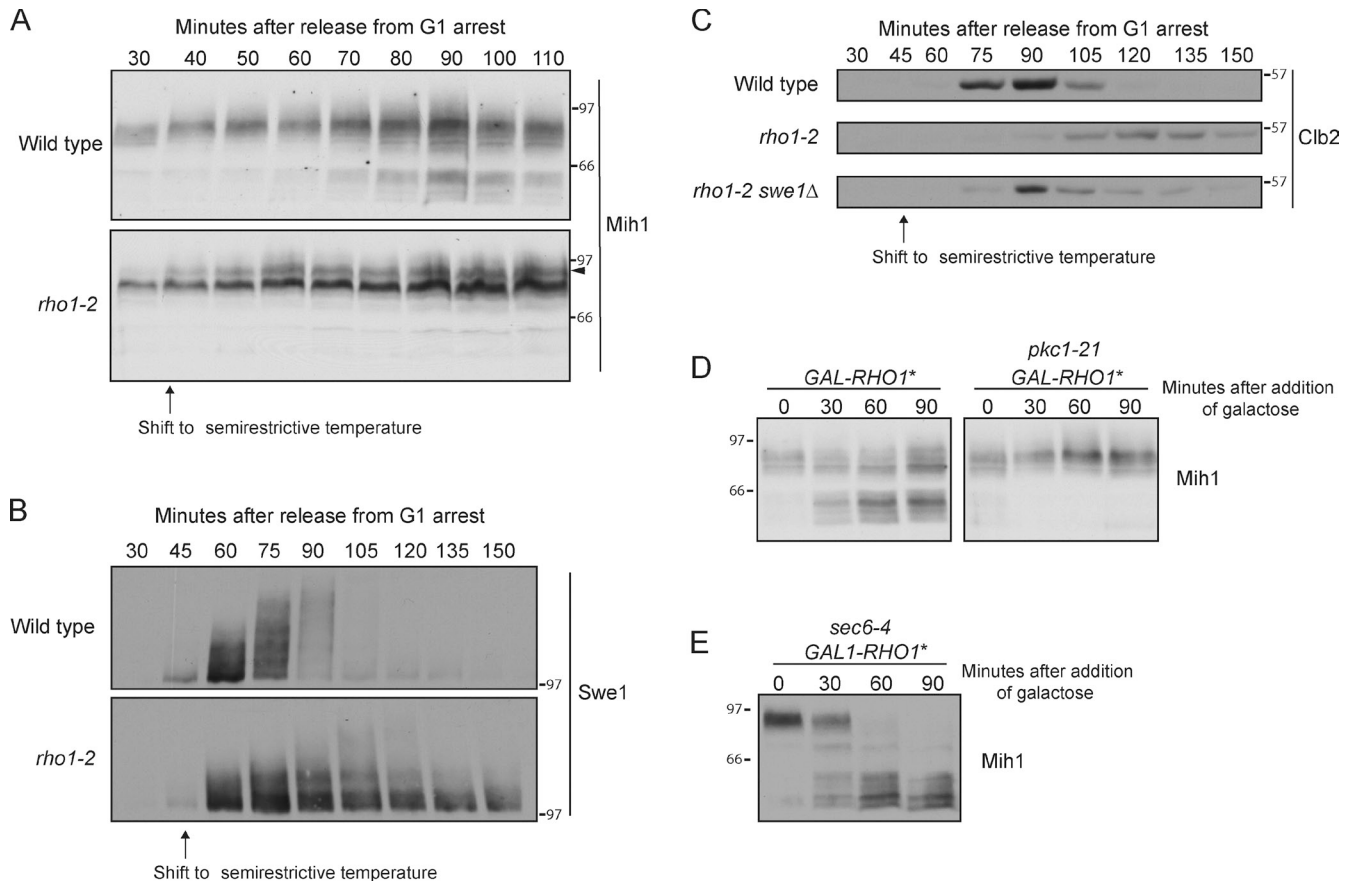 A
Minutes after release from G1 arrest
30 40 50 60 70 80 90 100 110
Wild type
97
66
Mih1
rho1-2
97
66
Shift to semirestrictive temperature
B
Minutes after release from G1 arrest
30 45 60 75 90 105 120 135 150
Wild type
97
Swe1
rho1-2
97
Shift to semirestrictive temperature
C
Minutes after release from G1 arrest
30 45 60 75 90 105 120 135 150
Wild type
57
rho1-2
57
Clb2
rho1-2 swe1Δ
57
Shift to semirestrictive temperature
D
pkc1-21
GAL-RHO1* GAL-RHO1*
Minutes after addition
of galactose
0 30 60 90 0 30 60 90
97
66
Mih1
E
sec6-4
GAL1-RHO1*
Minutes after addition
of galactose
0 30 60 90
97
66
Mih1